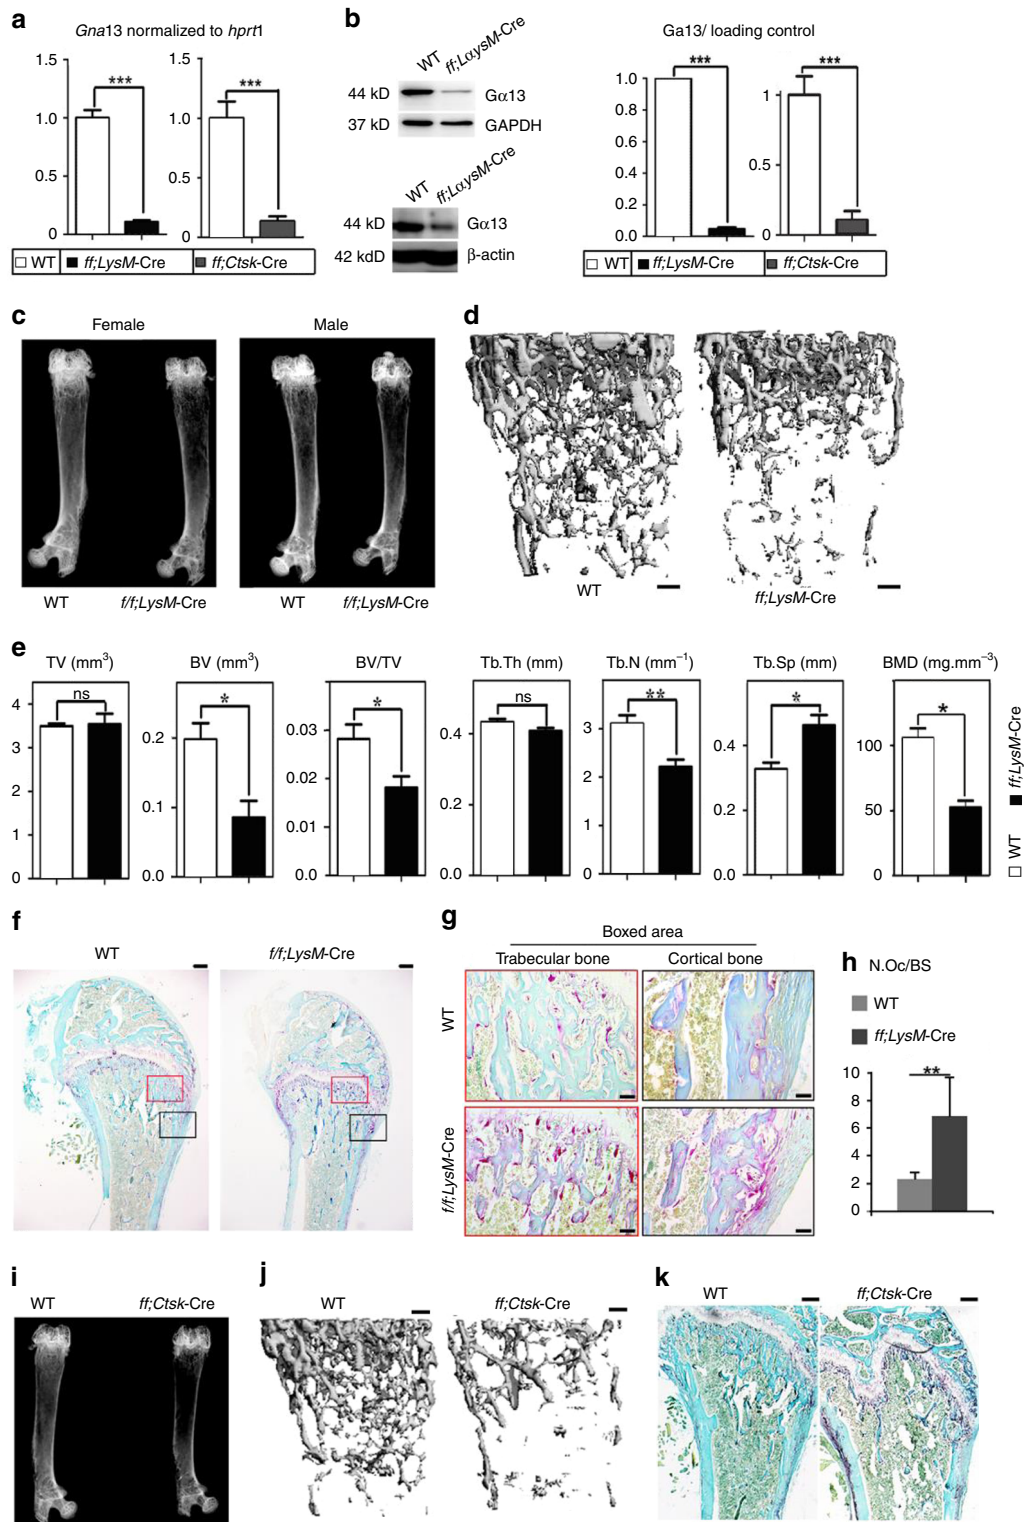 a
Gna13 normalized to hprt1
1.5
1.0
0.5
0
***
1.5
1.0
0.5
0
***
WT ff;LysM-Cre ff;Ctsk-Cre
b
WT ff;LαysM-Cre
44 kD Gα13
37 kD GAPDH
WT ff;LαysM-Cre
44 kD Gα13
42 kdD β-actin
Ga13/ loading control
1.0
0.8
0.6
0.4
0.2
0.0
***
1
0.5
0
***
WT ff;LysM-Cre ff;Ctsk-Cre
c
Female Male
WT f/f;LysM-Cre WT f/f;LysM-Cre
d
WT ff;LysM-Cre
e
TV (mm³)
4
3
2
1
0
ns
BV (mm³)
0.2
0.1
0.0
*
BV/TV
0.03
0.02
0.01
0.0
*
Tb.Th (mm)
0.4
0.2
0.0
ns
Tb.N (mm⁻¹)
3
2
1
0
**
Tb.Sp (mm)
0.4
0.2
0.0
*
BMD (mg.mm⁻³)
100
50
0
*
WT ff;LysM-Cre
f
WT f/f;LysM-Cre
g
Boxed area
Trabecular bone Cortical bone
WT
f/f;LysM-Cre
h N.Oc/BS
WT
ff;LysM-Cre
10
8
6
4
2
0
**
i
WT ff;Ctsk-Cre
j
WT ff;Ctsk-Cre
k
WT ff;Ctsk-Cre